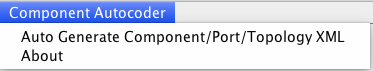 Component Autocoder
Auto Generate Component/Port/Topology XML
About